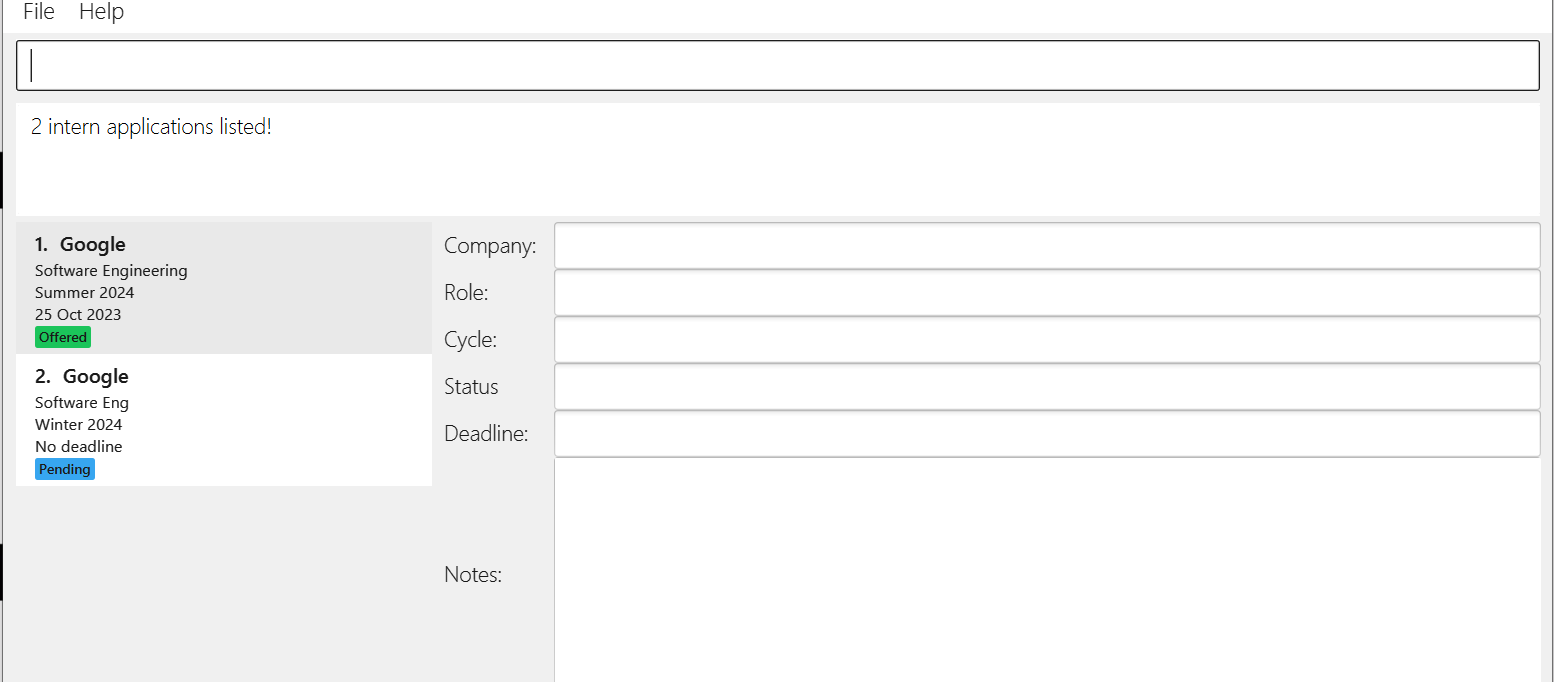 File Help
2 intern applications listed!
1. Google
Software Engineering
Summer 2024
25 Oct 2023
Offered
2. Google
Software Eng
Winter 2024
No deadline
Pending
Company:
Role:
Cycle:
Status
Deadline:
Notes: